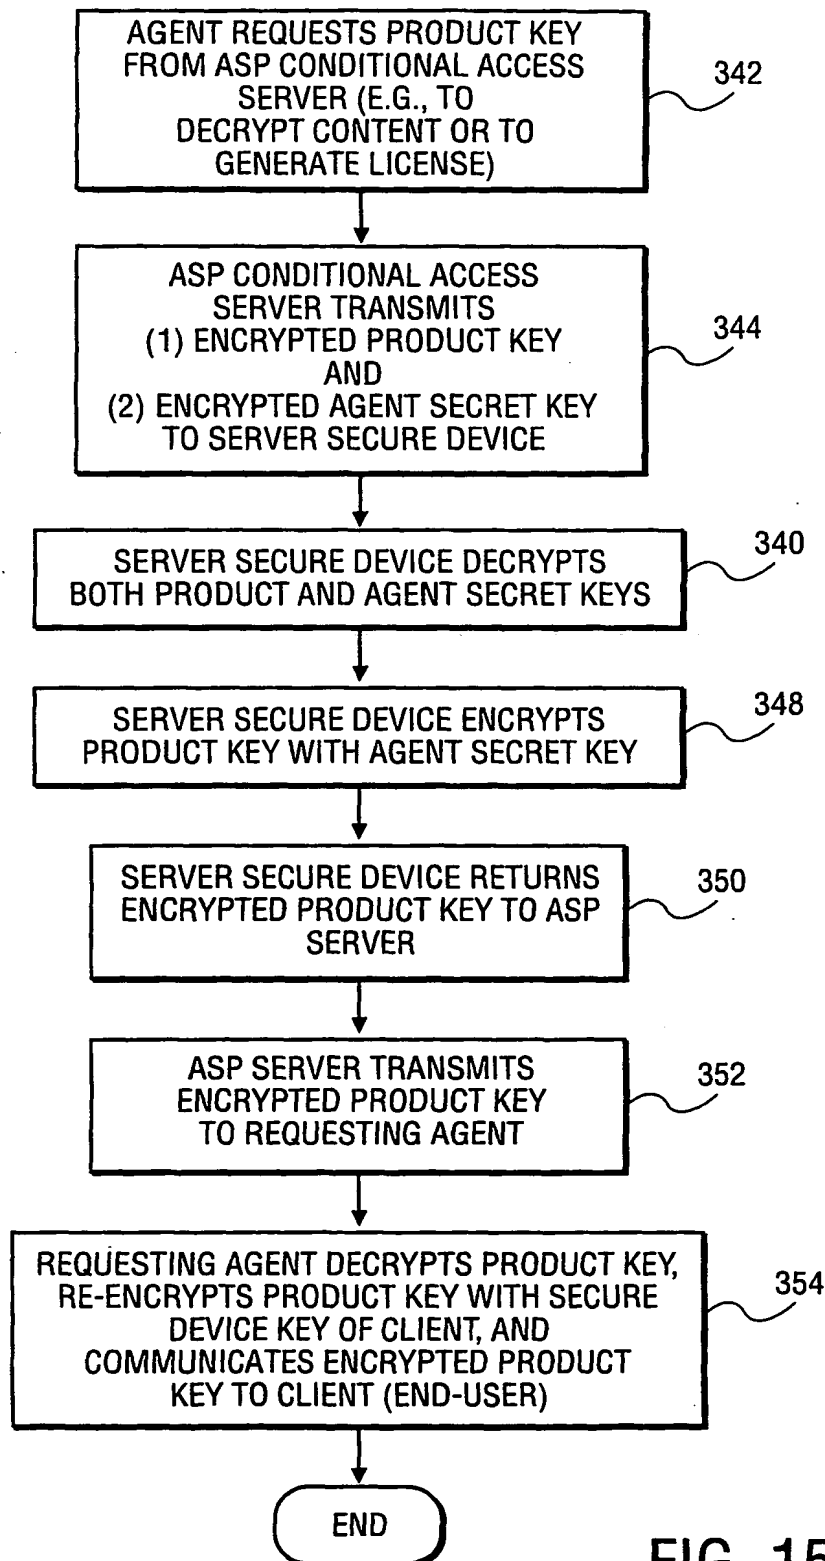 AGENT REQUESTS PRODUCT KEY
FROM ASP CONDITIONAL ACCESS
SERVER (E.G., TO
DECRYPT CONTENT OR TO
GENERATE LICENSE)
342
ASP CONDITIONAL ACCESS
SERVER TRANSMITS
(1) ENCRYPTED PRODUCT KEY
AND
(2) ENCRYPTED AGENT SECRET KEY
TO SERVER SECURE DEVICE
344
SERVER SECURE DEVICE DECRYPTS
BOTH PRODUCT AND AGENT SECRET KEYS
340
SERVER SECURE DEVICE ENCRYPTS
PRODUCT KEY WITH AGENT SECRET KEY
348
SERVER SECURE DEVICE RETURNS
ENCRYPTED PRODUCT KEY TO ASP
SERVER
350
ASP SERVER TRANSMITS
ENCRYPTED PRODUCT KEY
TO REQUESTING AGENT
352
REQUESTING AGENT DECRYPTS PRODUCT KEY,
RE-ENCRYPTS PRODUCT KEY WITH SECURE
DEVICE KEY OF CLIENT, AND
COMMUNICATES ENCRYPTED PRODUCT
KEY TO CLIENT (END-USER)
354
END
FIG. 15